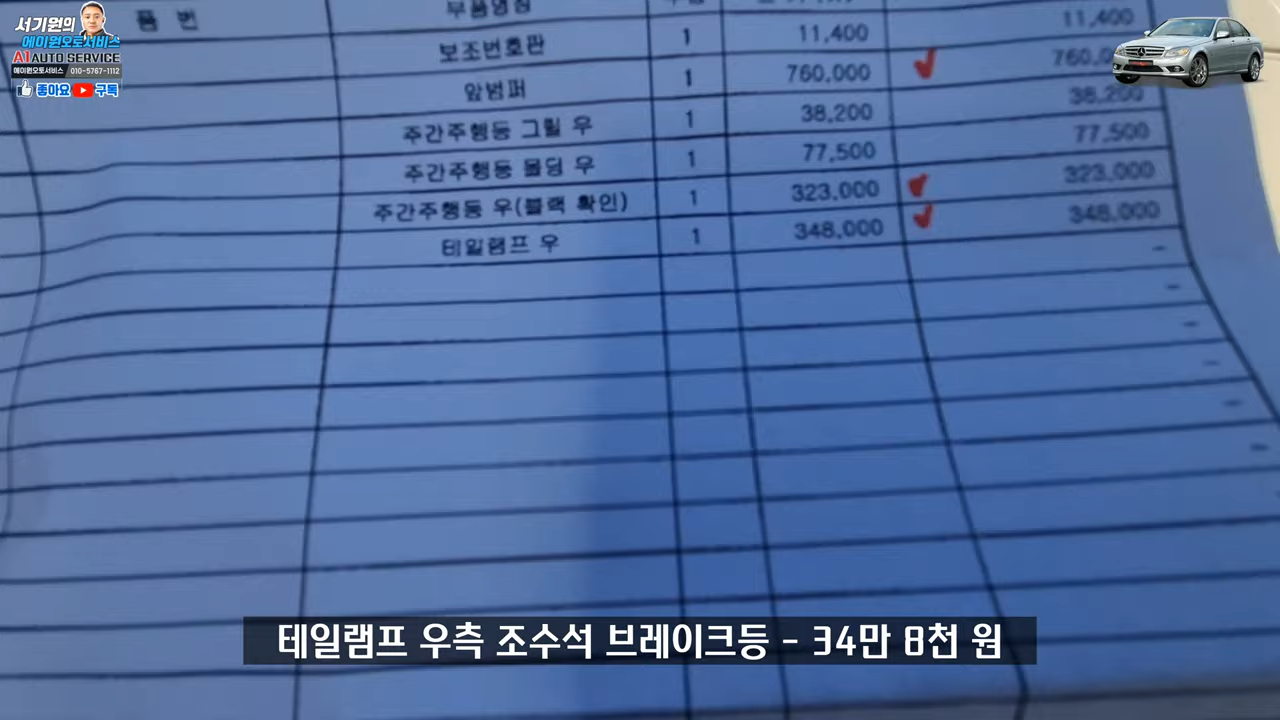 서기원의
에이원오토서비스
A1 AUTO SERVICE
에이원오토서비스 010-5767-1112
좋아요 구독
품 번 부품명칭
보조번호판 1 11,400 11,400
앞범퍼 1 760,000
주간주행등 그릴 우 1 38,200 38,200
주간주행등 몰딩 우 1 77,500 77,500
주간주행등 우(블랙 확인) 1 323,000 323,000
테일램프 우 1 348,000 348,000
테일램프 우측 조수석 브레이크등 - 34만 8천 원